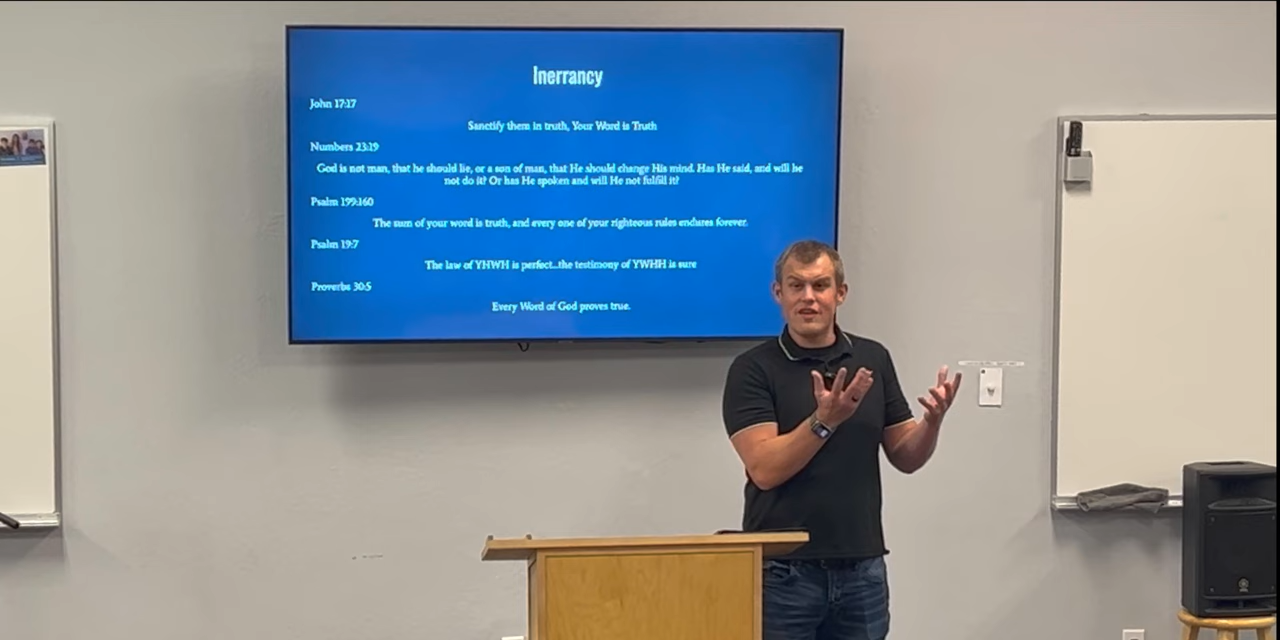 Inerrancy
John 17:17
Sanctify them in truth, Your Word is Truth
Numbers 23:19
God is not man, that he should lie, or a son of man, that He should change His mind. Has He said, and will he
not do it? Or has He spoken and will He not fulfill it?
Psalm 199:160
The sum of your word is truth, and every one of your righteous rules endures forever.
Psalm 19:7
The law of YHWH is perfect...the testimony of YWHH is sure
Proverbs 30:5
Every Word of God proves true.